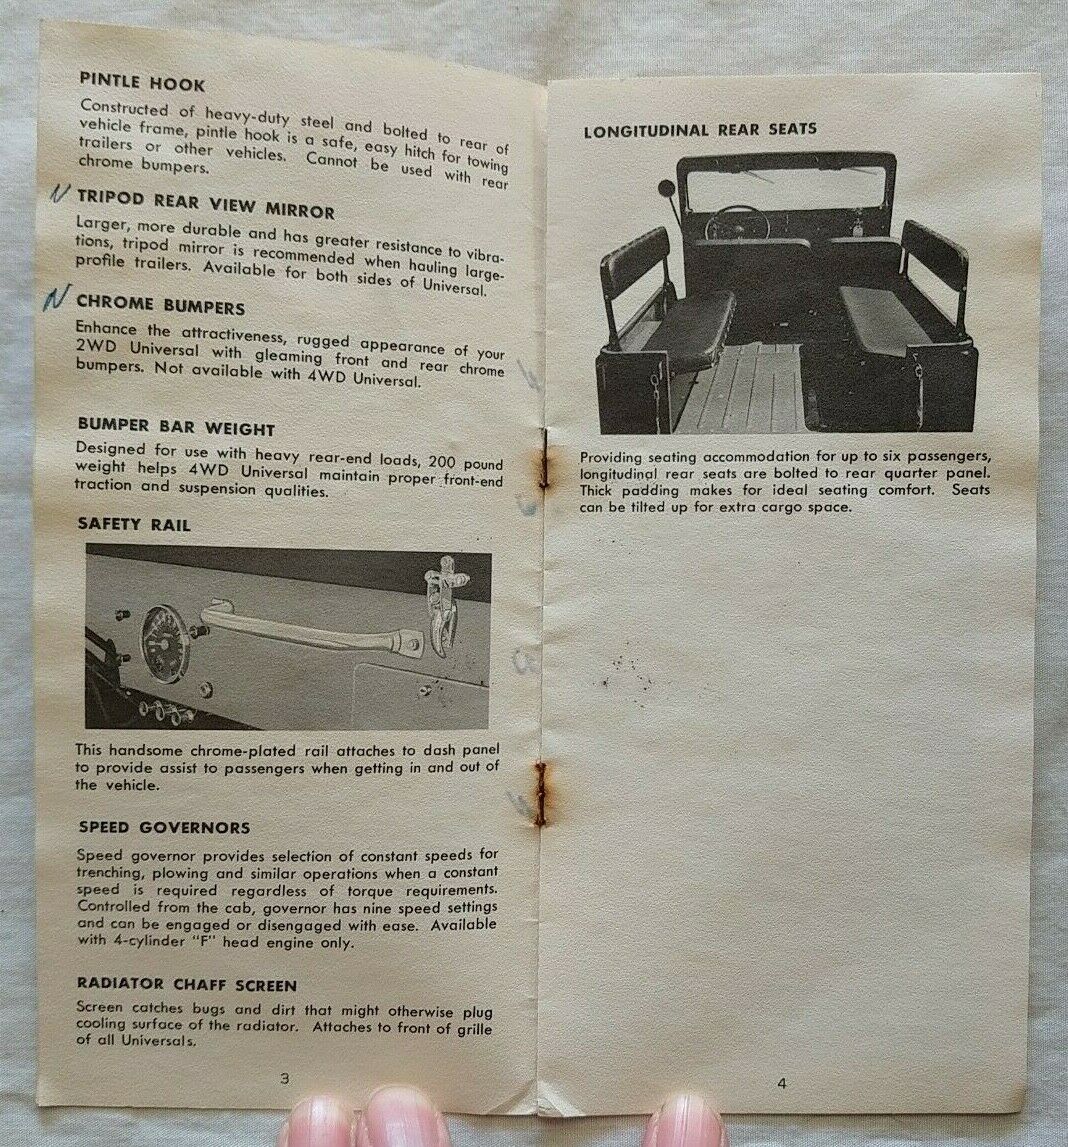 PINTLE HOOK
Constructed of heavy-duty steel and bolted to rear of
vehicle frame, pintle hook is a safe, easy hitch for towing
trailers or other vehicles. Cannot be used with rear
chrome bumpers.
N TRIPOD REAR VIEW MIRROR
Larger, more durable and has greater resistance to vibra-
tions, tripod mirror is recommended when hauling large-
profile trailers. Available for both sides of Universal.
N CHROME BUMPERS
Enhance the attractiveness, rugged appearance of your
2WD Universal with gleaming front and rear chrome
bumpers. Not available with 4WD Universal.
BUMPER BAR WEIGHT
Designed for use with heavy rear-end loads, 200 pound
weight helps 4WD Universal maintain proper front-end
traction and suspension qualities.
SAFETY RAIL
This handsome chrome-plated rail attaches to dash panel
to provide assist to passengers when getting in and out of
the vehicle.
SPEED GOVERNORS
Speed governor provides selection of constant speeds for
trenching, plowing and similar operations when a constant
speed is required regardless of torque requirements.
Controlled from the cab, governor has nine speed settings
and can be engaged or disengaged with ease. Available
with 4-cylinder "F" head engine only.
RADIATOR CHAFF SCREEN
Screen catches bugs and dirt that might otherwise plug
cooling surface of the radiator. Attaches to front of grille
of all Universals.
3
LONGITUDINAL REAR SEATS
Providing seating accommodation for up to six passengers,
longitudinal rear seats are bolted to rear quarter panel.
Thick padding makes for ideal seating comfort. Seats
can be tilted up for extra cargo space.
4